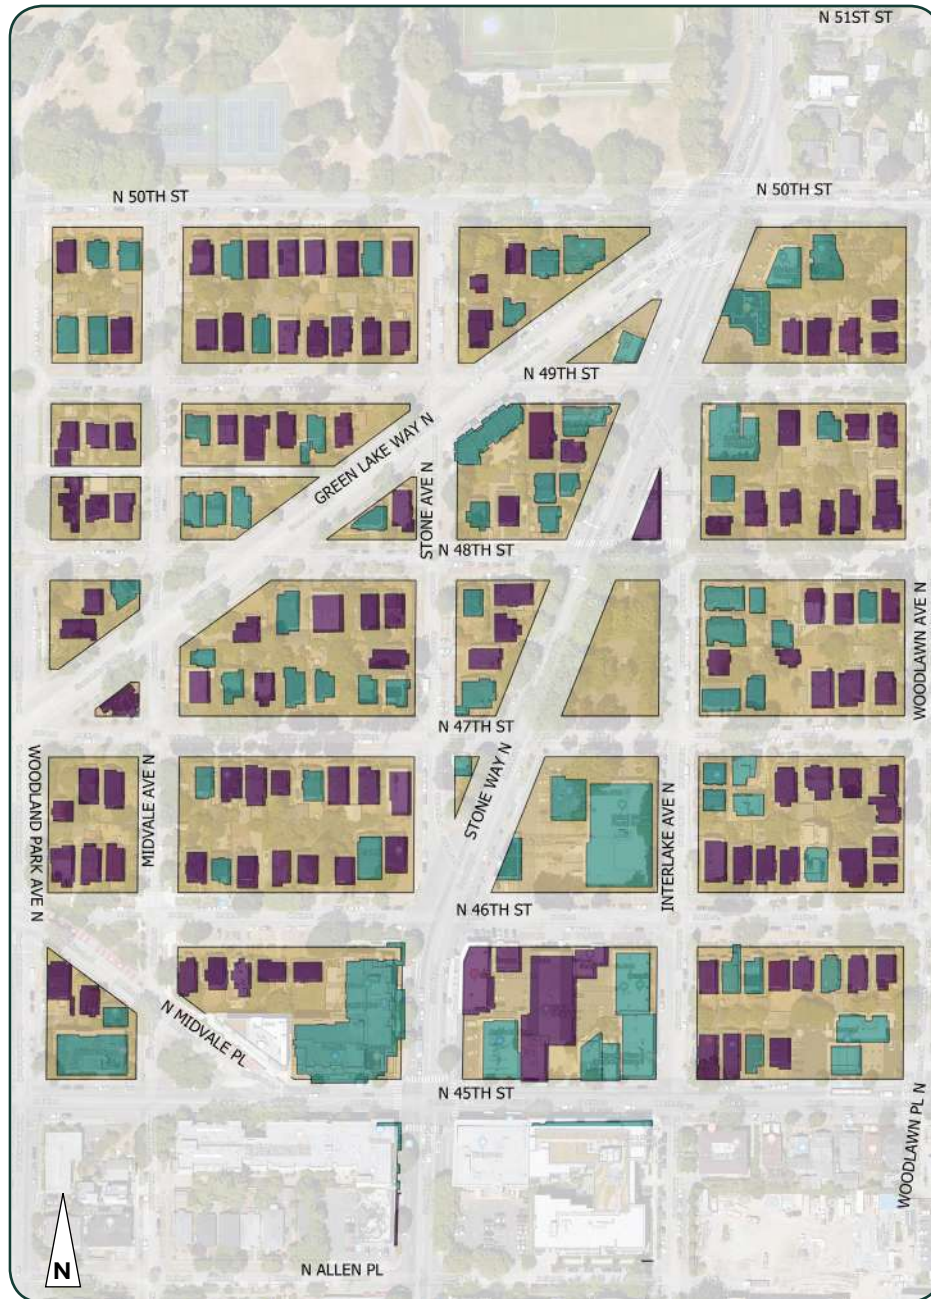 N 51ST ST
N 50TH ST
N 50TH ST
N 49TH ST
GREEN LAKE WAY N
STONE AVE N
N 48TH ST
WOODLAWN AVE N
N 47TH ST
WOODLAND PARK AVE N
MIDVALE AVE N
STONE WAY N
INTERLAKE AVE N
N 46TH ST
N MIDVALE PL
N 45TH ST
WOODLAWN PL N
N ALLEN PL
N